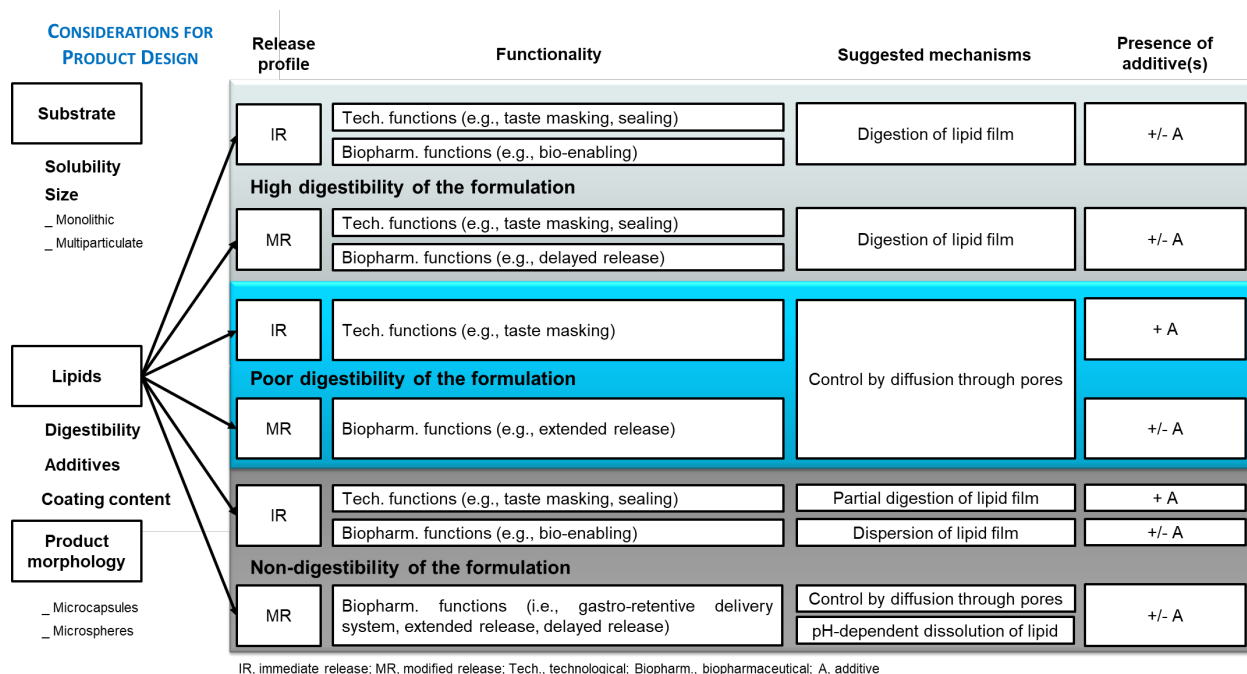 CONSIDERATIONS FOR
PRODUCT DESIGN
Release
profile
Functionality
Suggested mechanisms
Presence of
additive(s)
Substrate
Solubility
Size
_ Monolithic
_ Multiparticulate
Lipids
Digestibility
Additives
Coating content
Product
morphology
_ Microcapsules
_ Microspheres
IR
Tech. functions (e.g., taste masking, sealing)
Biopharm. functions (e.g., bio-enabling)
Digestion of lipid film
+/- A
High digestibility of the formulation
MR
Tech. functions (e.g., taste masking, sealing)
Biopharm. functions (e.g., delayed release)
Digestion of lipid film
+/- A
IR
Tech. functions (e.g., taste masking)
+ A
Poor digestibility of the formulation
Control by diffusion through pores
MR
Biopharm. functions (e.g., extended release)
+/- A
IR
Tech. functions (e.g., taste masking, sealing)
Partial digestion of lipid film
+ A
Biopharm. functions (e.g., bio-enabling)
Dispersion of lipid film
+/- A
Non-digestibility of the formulation
MR
Biopharm. functions (i.e., gastro-retentive delivery
system, extended release, delayed release)
Control by diffusion through pores
pH-dependent dissolution of lipid
+/- A
IR, immediate release; MR, modified release; Tech., technological; Biopharm., biopharmaceutical; A, additive